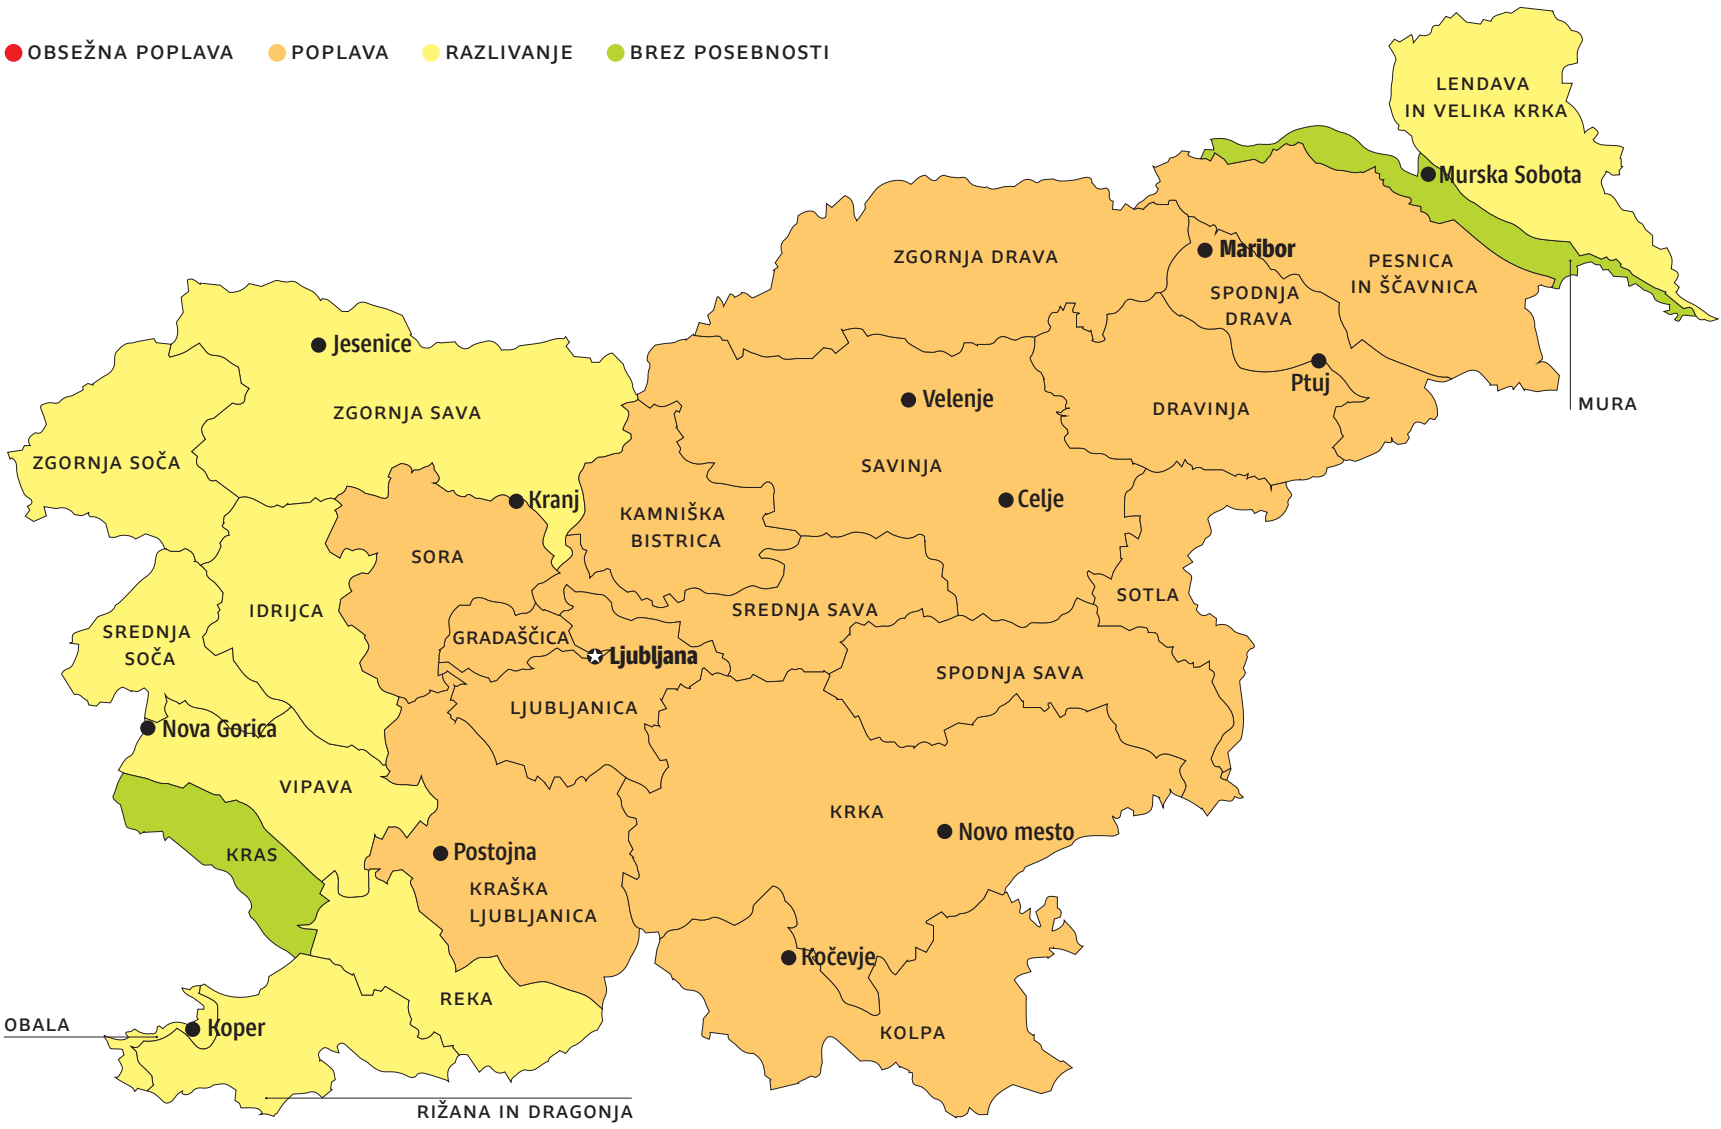 OBSEŽNA POPLAVA
POPLAVA
RAZLIVANJE
BREZ POSEBNOSTI
LENDAVA
IN VELIKA KRKA
Murska Sobota
ZGORNJA DRAVA
Maribor
PESNICA
IN ŠČAVNICA
SPODNJA
DRAVA
Jesenice
Ptuj
Velenje
MURA
ZGORNJA SAVA
DRAVINJA
ZGORNJA SOČA
SAVINJA
Kranj
Celje
KAMNIŠKA
BISTRICA
SORA
SOTLA
IDRIJCA
SREDNJA SAVA
SREDNJA
SOČA
GRADAŠČICA
Ljubljana
SPODNJA SAVA
LJUBLJANICA
Nova Gorica
VIPAVA
KRKA
Novo mesto
KRAS
Postojna
KRAŠKA
LJUBLJANICA
Kočevje
REKA
OBALA
Koper
KOLPA
RIŽANA IN DRAGONJA